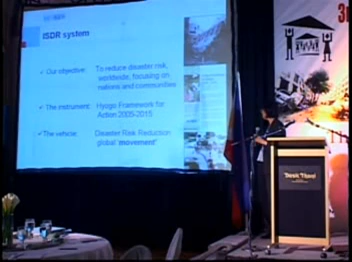 ISDR system
✓ Our objective: To reduce disaster risk,
worldwide, focusing on
nations and communities
✓ The instrument: Hyogo Framework for
Action 2005-2015
✓ The vehicle: Disaster Risk Reduction
global 'movement'